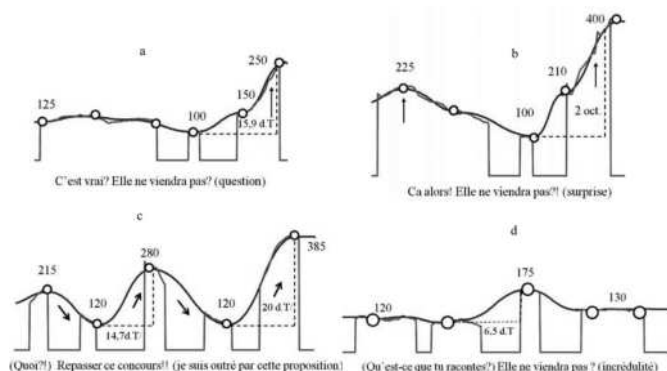 a
250
125
100
150
15,9 d.T
C'est vrai? Elle ne viendra pas? (question)
b
400
225
210
100
2 oct.
Ca alors! Elle ne viendra pas?! (surprise)
c
215
280
385
120
120
14,7d.T/
20 d.T/
(Quoi?!) Repasser ce concours!! (je suis outré par cette proposition)
d
175
120
130
6,5 d.T
(Qu'est-ce que tu racontes?) Elle ne viendra pas ? (incrédulité)